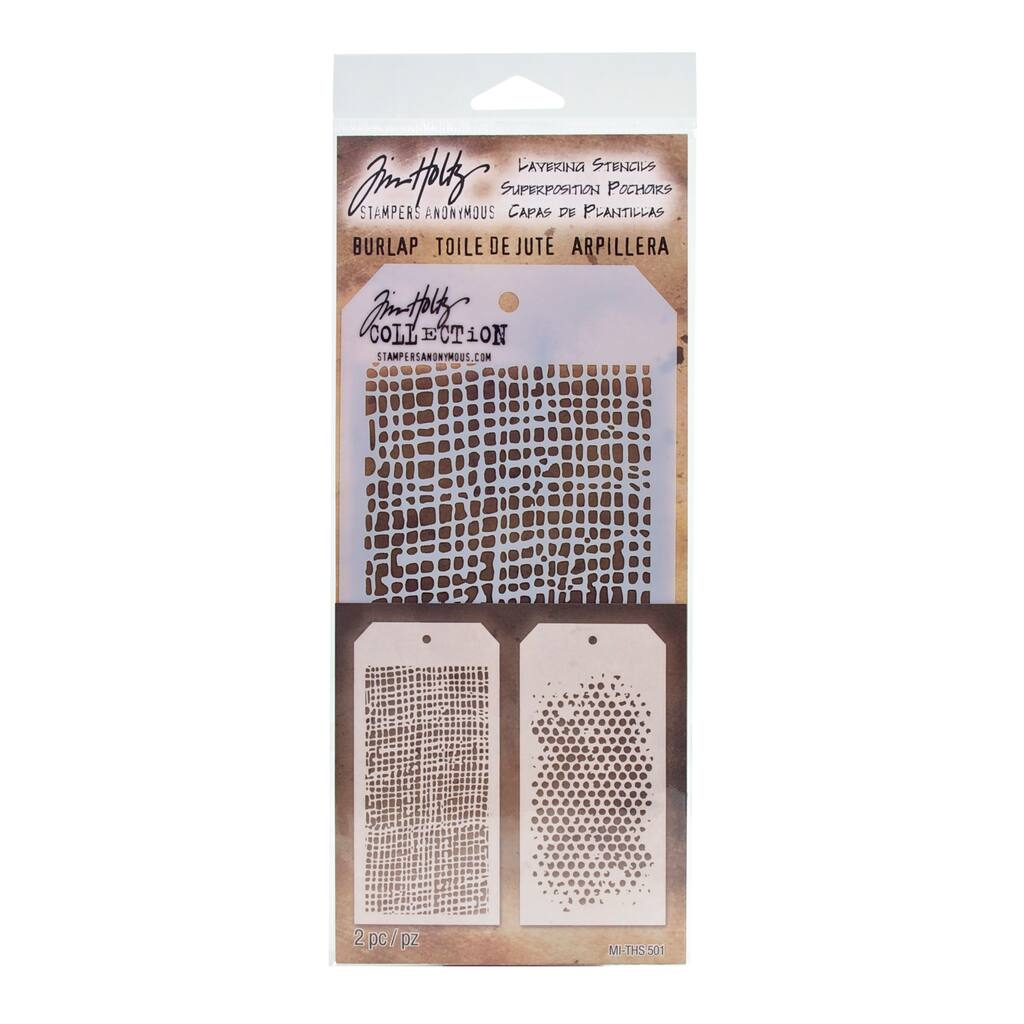 Tim Holtz
STAMPERS ANONYMOUS
LAYERING STENCILS
SUPERPOSITION POCHOIRS
CAPAS DE PLANTILLAS
BURLAP TOILE DE JUTE ARPILLERA
Tim Holtz
COLLECTION
STAMPERSANONYMOUS.COM
2 pc / pz
MI-THS 501